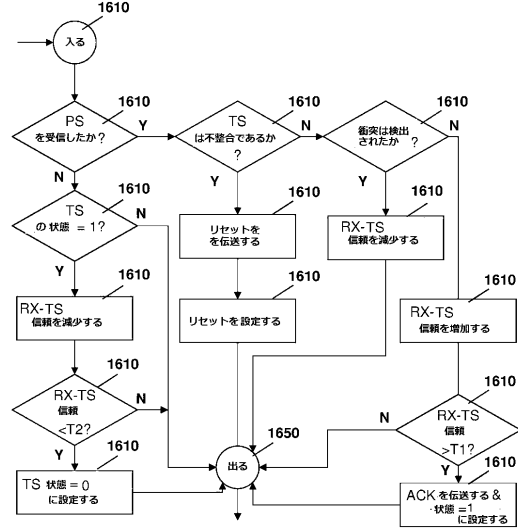 1610
入る
1610
PS
を受信したか ?
Y
N
1610
TS
は不整合であるか
?
N
Y
1610
衝突は検出
されたか ?
N
Y
1610
TS
の 状態 = 1?
N
Y
1610
リセットを
を伝送する
1610
RX-TS
信頼を減少する
1610
RX-TS
信頼を減少する
1610
リセットを設定する
1610
RX-TS
信頼を増加する
1610
RX-TS
信頼
<T2?
N
Y
1610
RX-TS
信頼
>T1?
N
Y
1610
TS 状態 = 0
に設定する
1650
出る
1610
ACK を伝送する &
状態 = 1
に設定する